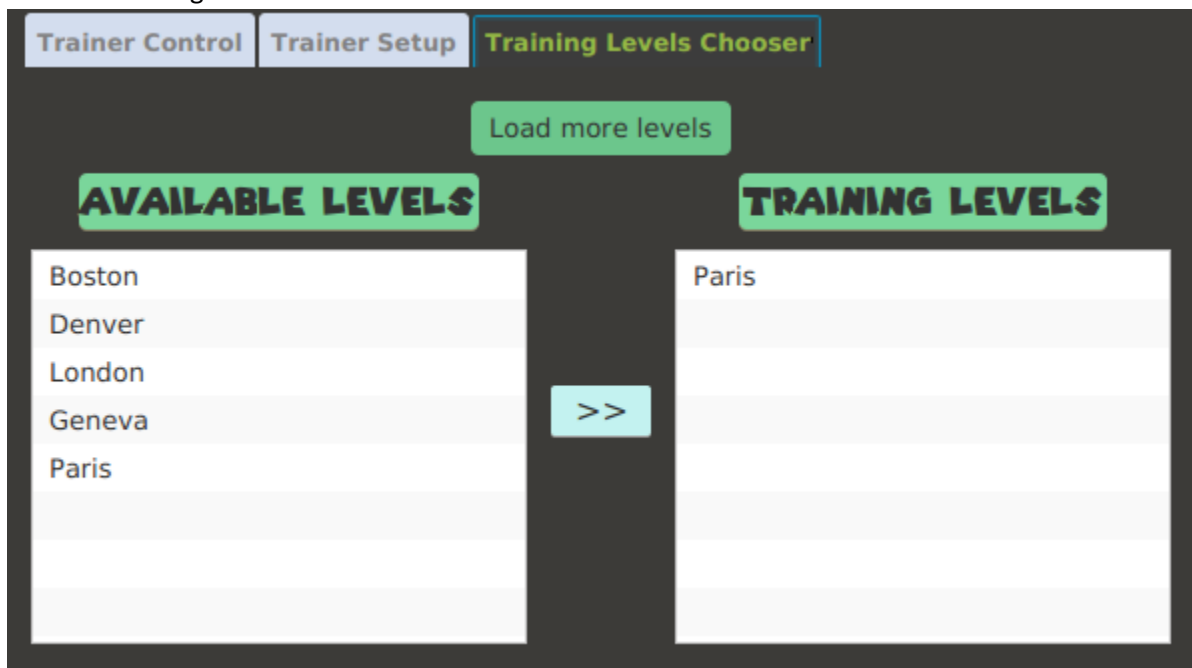 Trainer Control Trainer Setup Training Levels Chooser
Load more levels
AVAILABLE LEVELS
TRAINING LEVELS
Boston
Denver
London
Geneva
Paris
>>
Paris